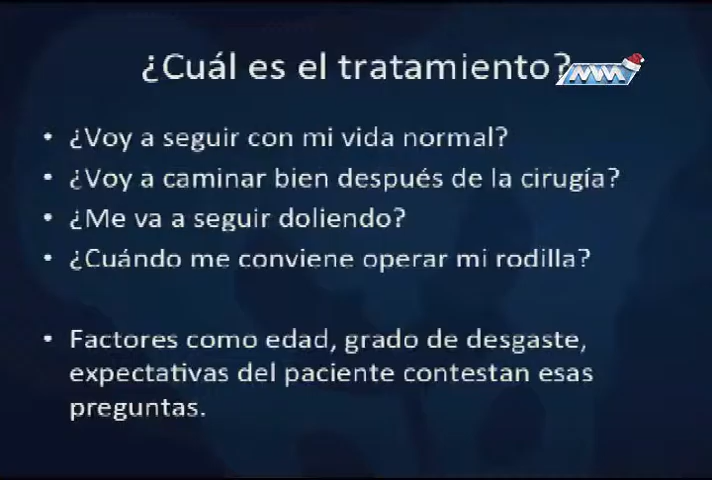 ¿Cuál es el tratamiento?
• ¿Voy a seguir con mi vida normal?
• ¿Voy a caminar bien después de la cirugía?
• ¿Me va a seguir doliendo?
• ¿Cuándo me conviene operar mi rodilla?
• Factores como edad, grado de desgaste,
expectativas del paciente contestan esas
preguntas.